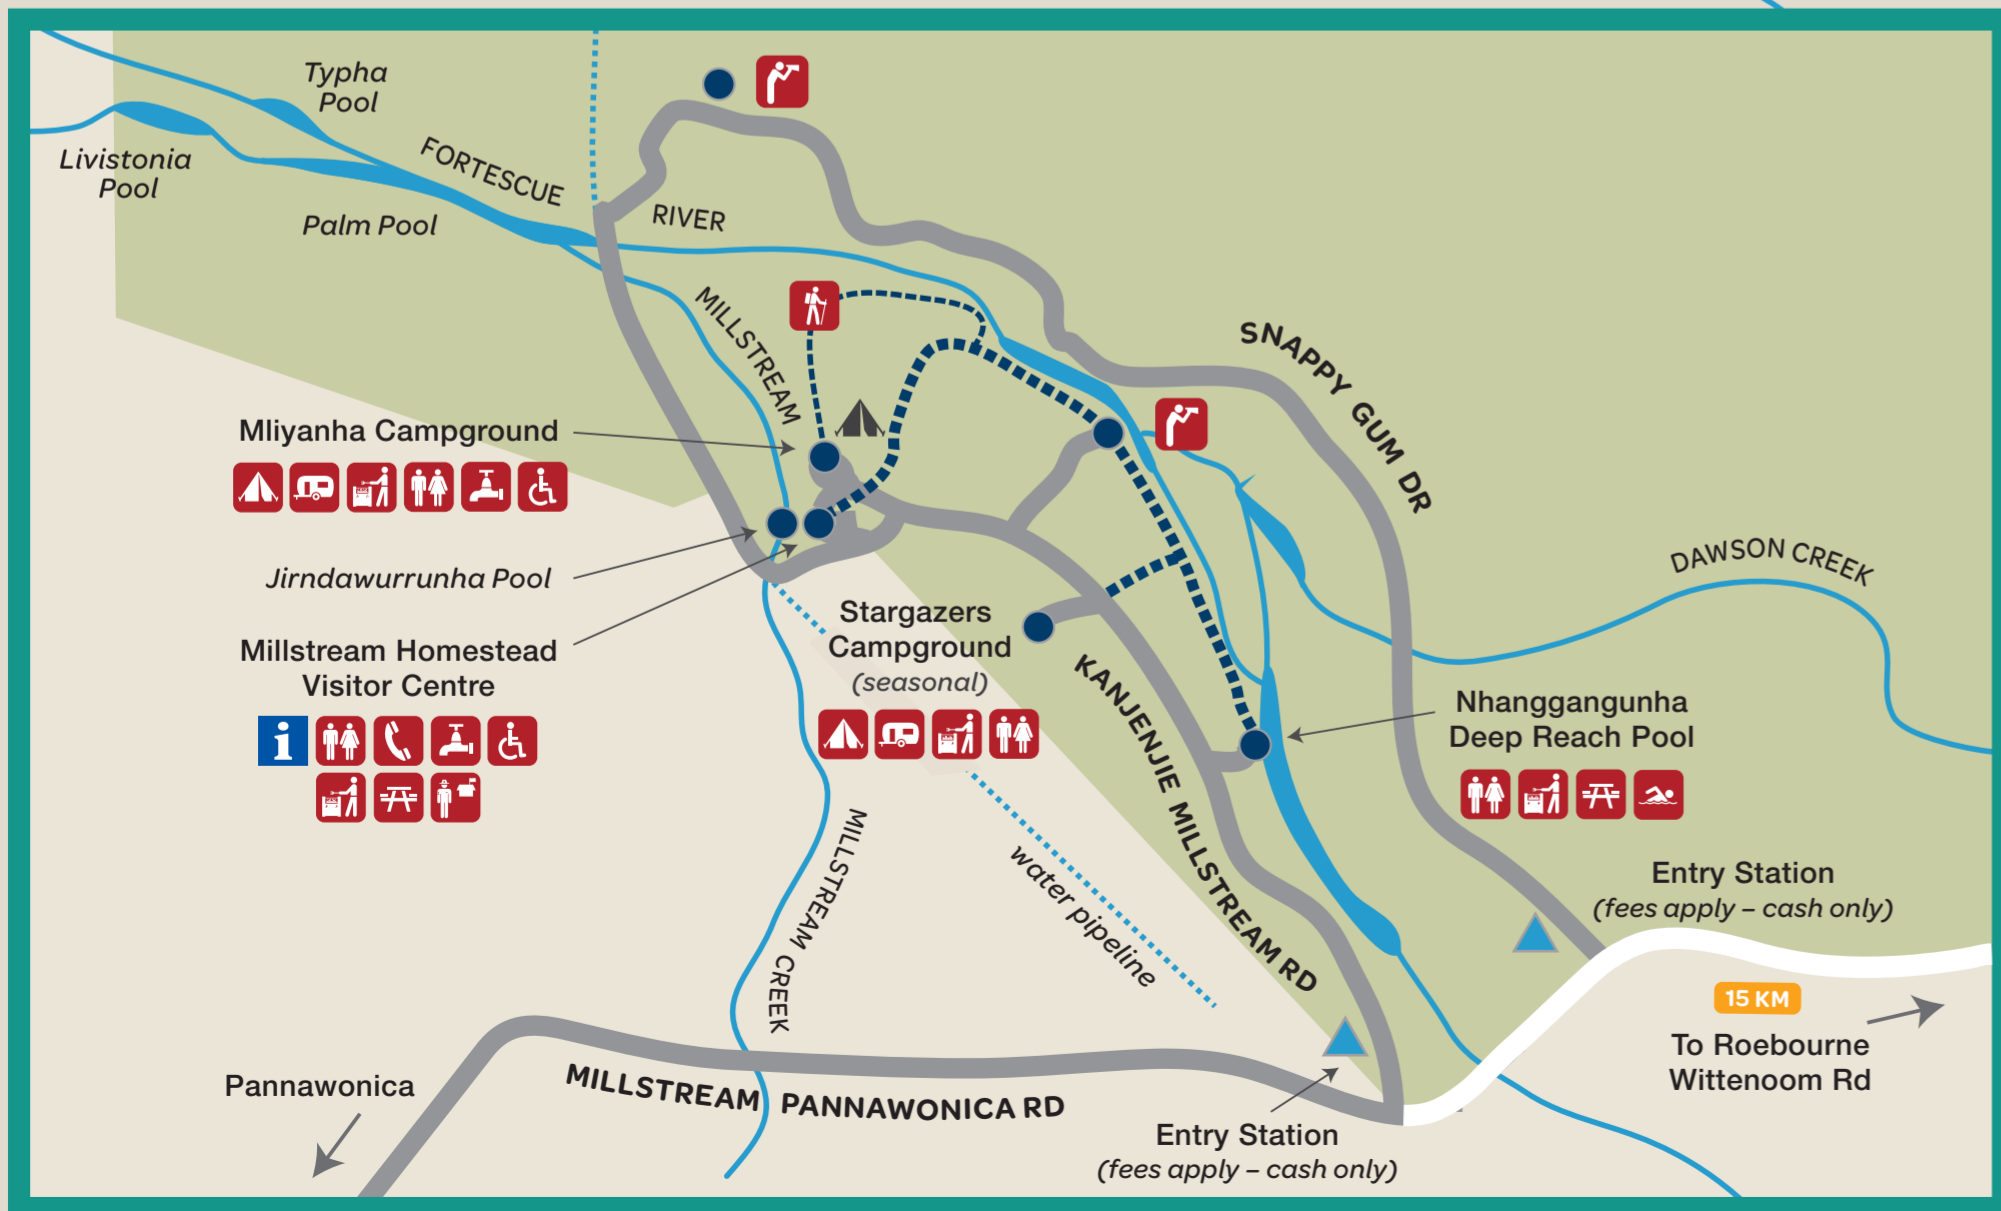 Typha
Pool
Livistonia
Pool
FORTESCUE
RIVER
Palm Pool
MILLSTREAM
SNAPPY GUM DR
Mliyanha Campground
Jirndawurrunha Pool
DAWSON CREEK
Stargazers
Campground
(seasonal)
Millstream Homestead
Visitor Centre
i
KANJENJIE MILLSTREAM RD
Nhanggangunha
Deep Reach Pool
MILLSTREAM CREEK
water pipeline
Entry Station
(fees apply – cash only)
15 KM
To Roebourne
Wittenoom Rd
Pannawonica
MILLSTREAM PANNAWONICA RD
Entry Station
(fees apply – cash only)